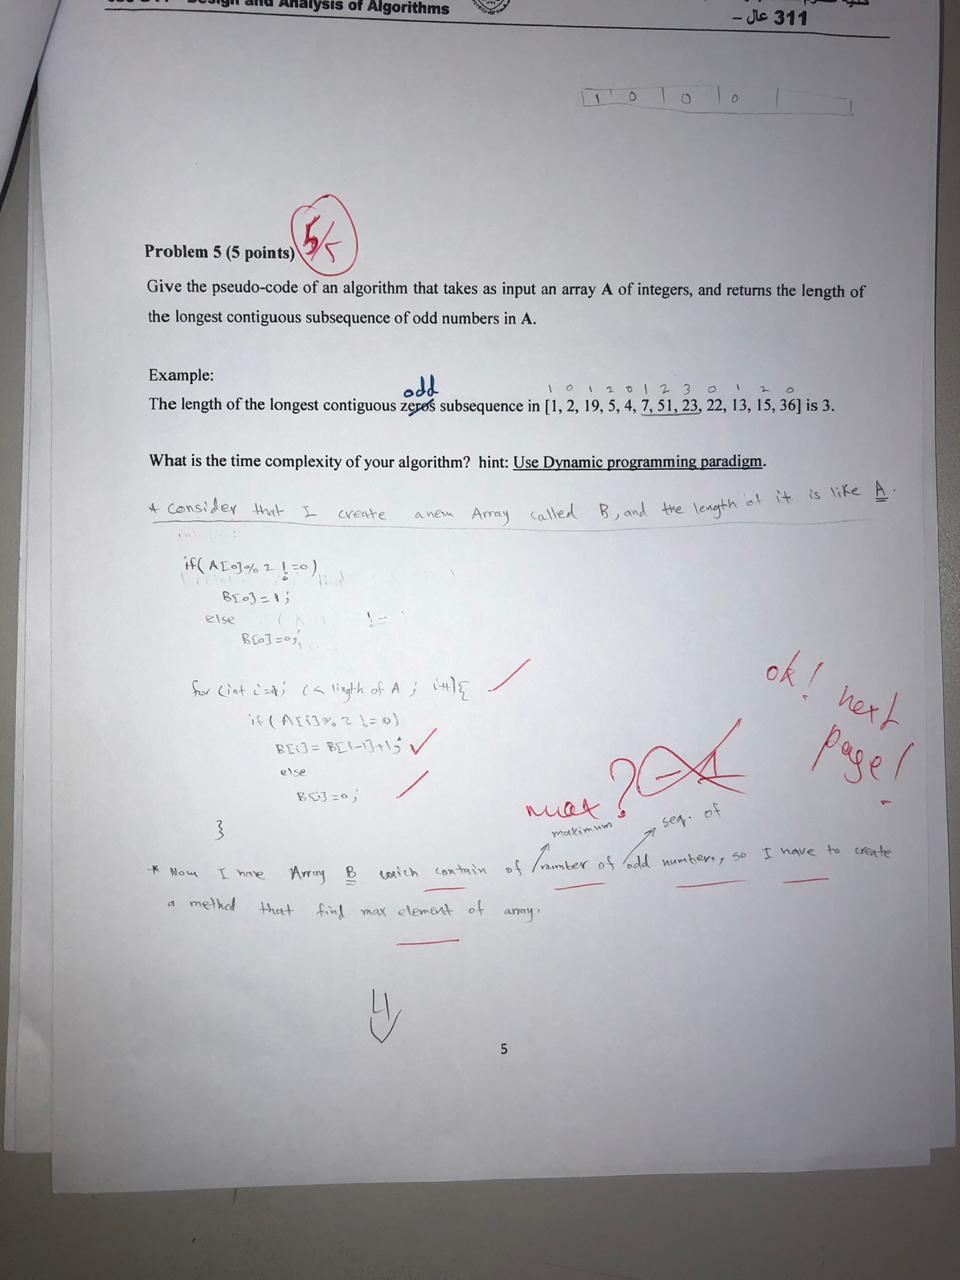 Design and Analysis of Algorithms
311 عال –
1 0 0 0
Problem 5 (5 points) 5/5
Give the pseudo-code of an algorithm that takes as input an array A of integers, and returns the length of
the longest contiguous subsequence of odd numbers in A.
Example:
odd 1 0 1 2 0 1 2 3 0 1 2 0
The length of the longest contiguous zeros subsequence in [1, 2, 19, 5, 4, 7, 51, 23, 22, 13, 15, 36] is 3.
What is the time complexity of your algorithm? hint: Use Dynamic programming paradigm.
* consider that I create a new Array called B, and the length of it is like A.
if( A[0]% 2 !=0)
B[0]=1;
else
B[0]=0;
for (int i=1; i< length of A ; i++){
if( A[i]% 2 != 0)
B[i]= B[i-1]+1;
else
B[i]=0;
}
ok! next
page!
max ?
maximum seq. of
* Now I have Array B which contain of number of odd numbers, so I have to create
a method that find max element of array.
5